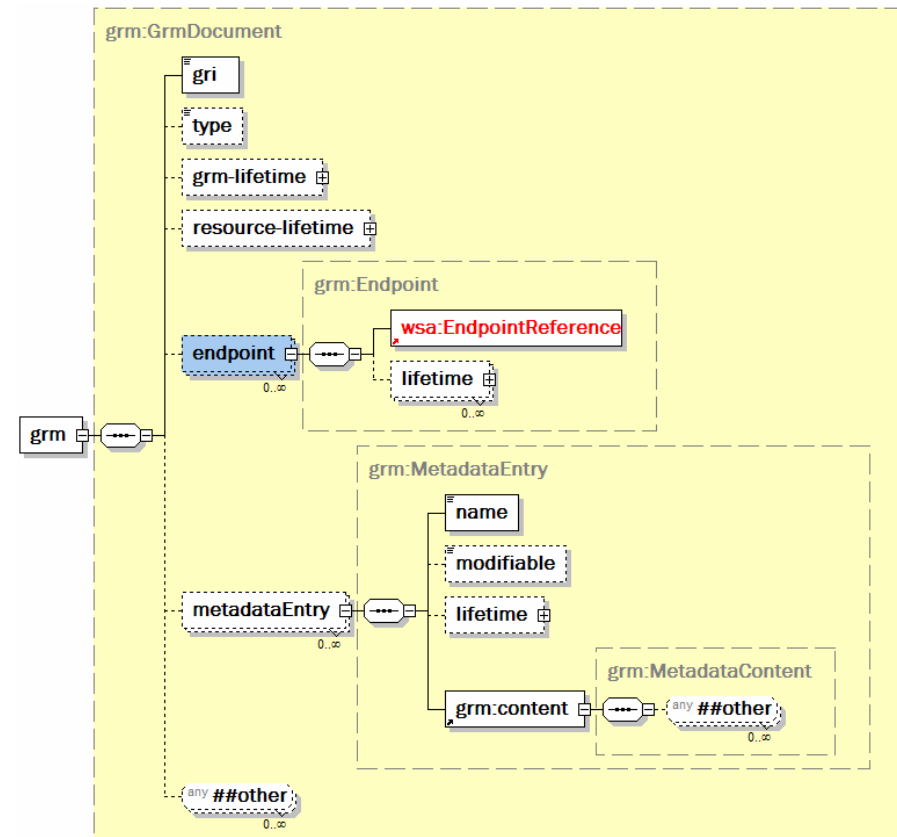 grm:GrmDocument
gri
type
grm-lifetime
resource-lifetime
grm:Endpoint
wsa:EndpointReference
endpoint
0..∞
lifetime
0..∞
grm
grm:MetadataEntry
name
modifiable
metadataEntry
0..∞
lifetime
grm:MetadataContent
grm:content
any ##other
0..∞
any ##other
0..∞